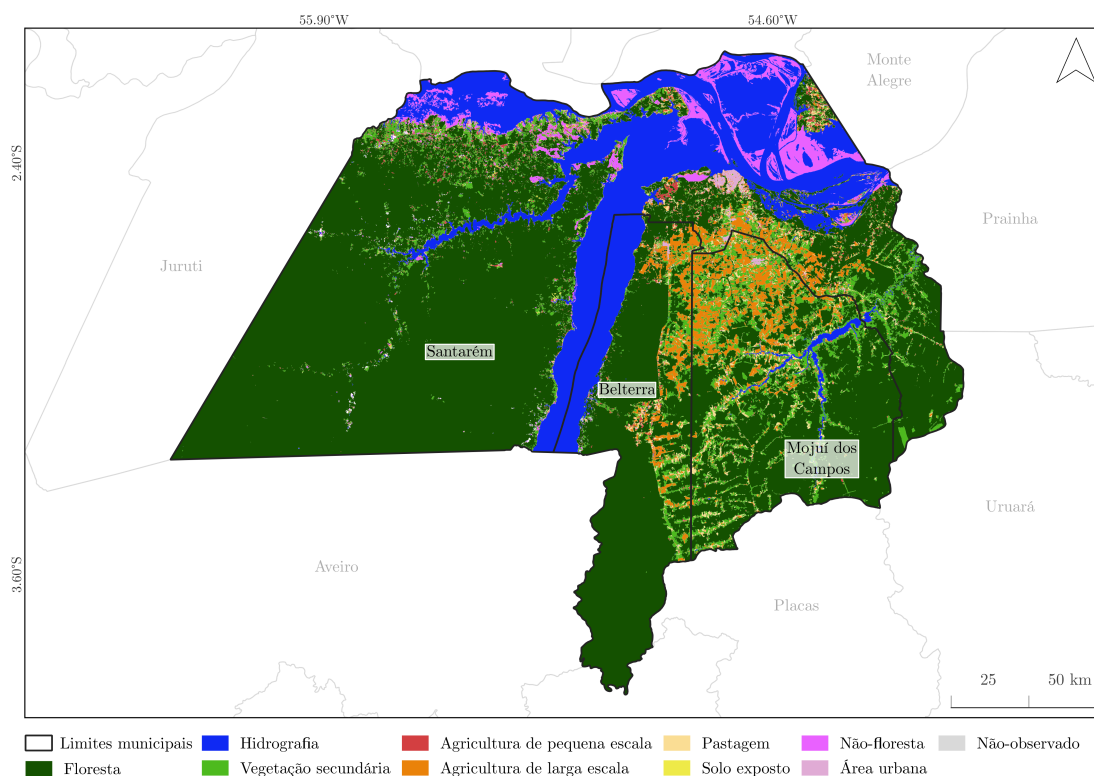 55.90°W
54.60°W
Monte
Alegre
2.40°S
Prainha
Juruti
Santarém
Belterra
Mojuí dos
Campos
Uruará
3.60°S
Aveiro
Placas
25 50 km
Limites municipais Hidrografia Agricultura de pequena escala Pastagem Não-floresta Não-observado
Floresta Vegetação secundária Agricultura de larga escala Solo exposto Área urbana